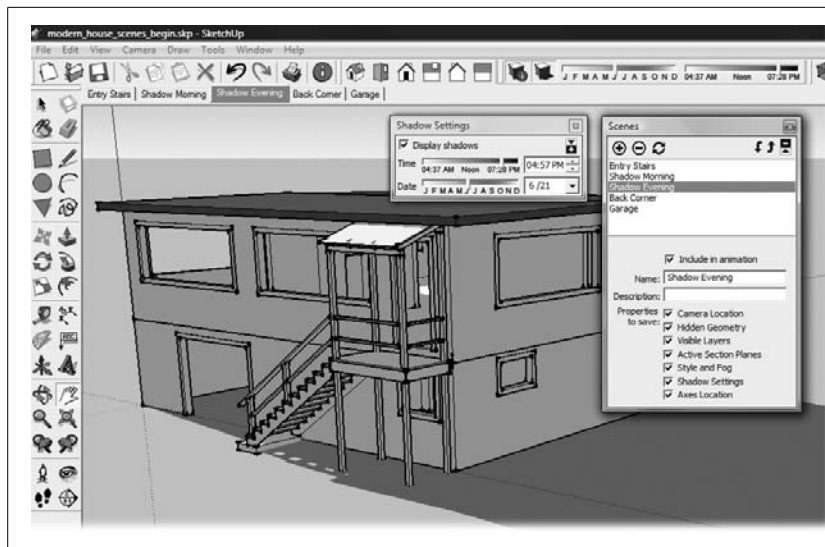 modern_house_scenes_begin.skp - SketchUp
File Edit View Camera Draw Tools Window Help
J F M A M J J A S O N D 04:37 AM Noon 07:28 PM
Entry Stairs Shadow Morning Shadow Evening Back Corner Garage
Shadow Settings
Display shadows
Time 04:37 AM Noon 07:28 PM 04:57 PM
Date J F M A M J J A S O N D 6/21
Scenes
Entry Stairs
Shadow Morning
Shadow Evening
Back Corner
Garage
Include in animation
Name: Shadow Evening
Description:
Properties to save:
Camera Location
Hidden Geometry
Visible Layers
Active Section Planes
Style and Fog
Shadow Settings
Axes Location
ABC